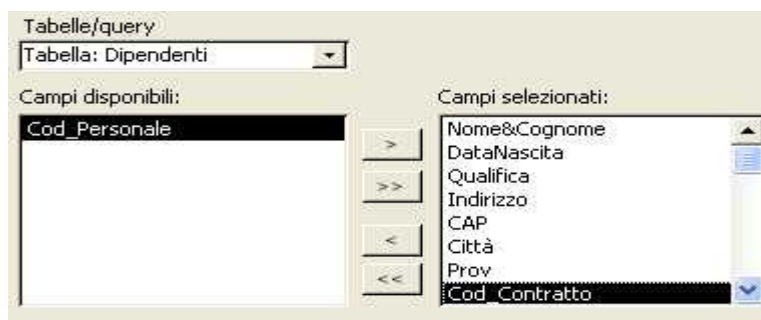 Tabelle/query
Tabella: Dipendenti
Campi disponibili:
Campi selezionati:
Cod_Personale
>
>>
<
<<
Nome&Cognome
DataNascita
Qualifica
Indirizzo
CAP
Città
Prov
Cod_Contratto